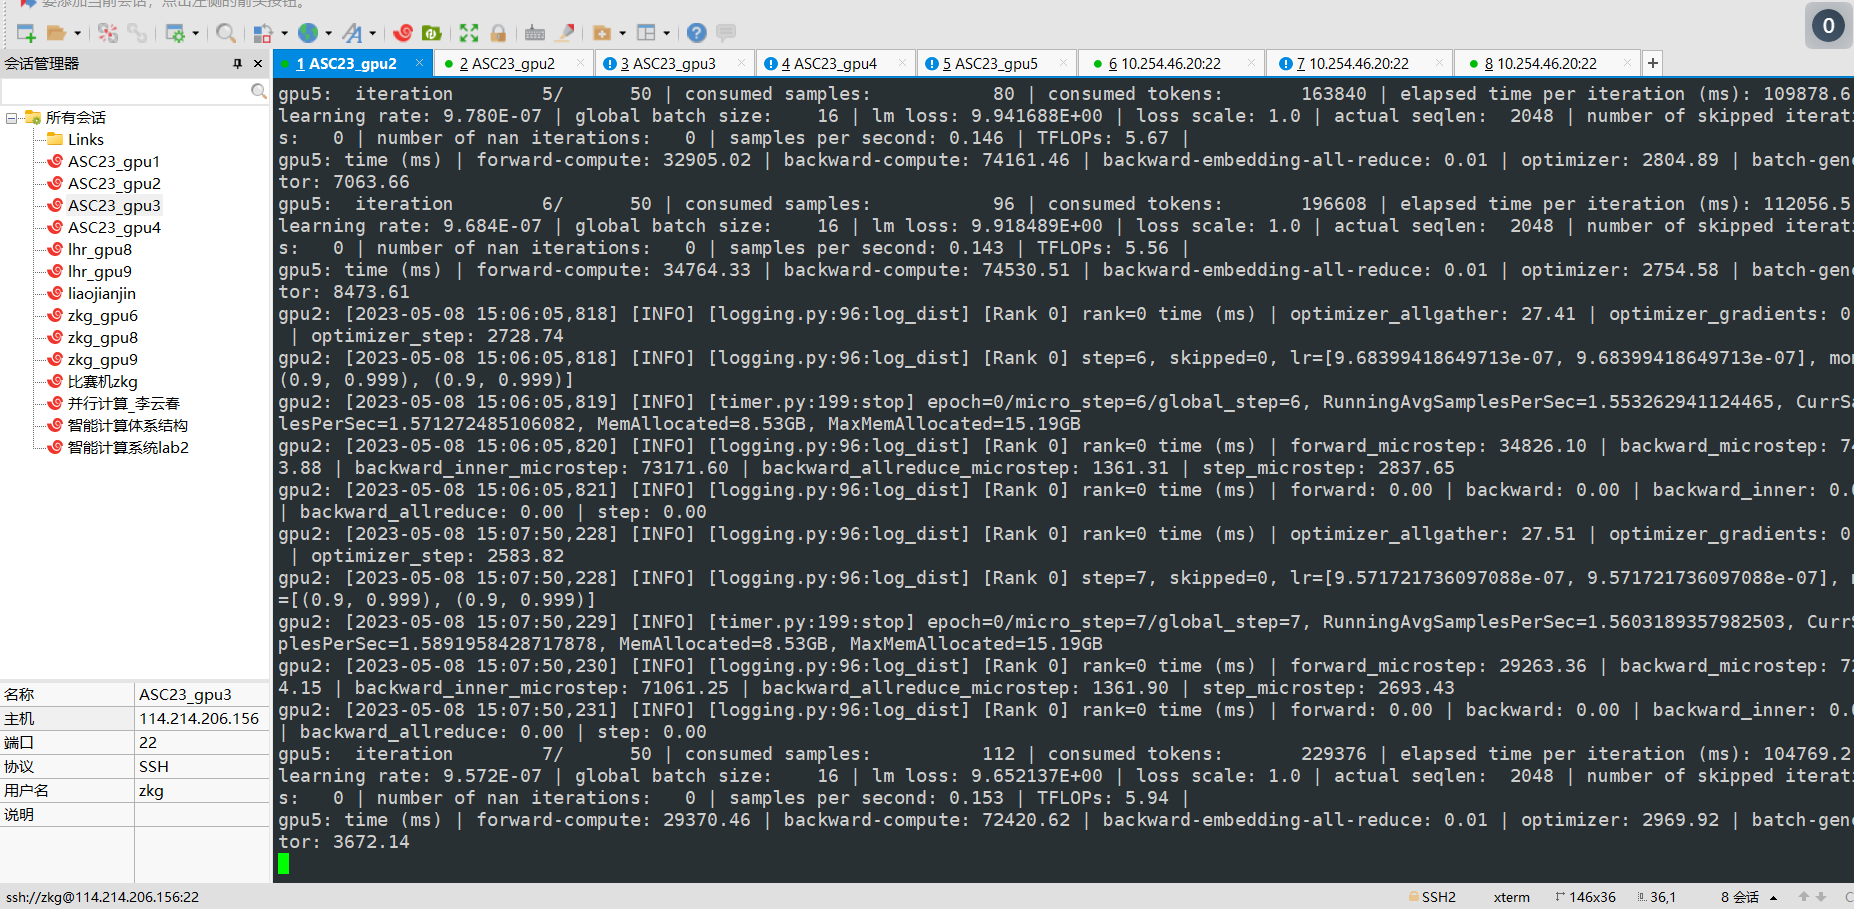 要添加当前会话，点击左侧的箭头按钮。
0
会话管理器
1 ASC23_gpu2
2 ASC23_gpu2
3 ASC23_gpu3
4 ASC23_gpu4
5 ASC23_gpu5
6 10.254.46.20:22
7 10.254.46.20:22
8 10.254.46.20:22
所有会话
Links
ASC23_gpu1
ASC23_gpu2
ASC23_gpu3
ASC23_gpu4
lhr_gpu8
lhr_gpu9
liaojianjin
zkg_gpu6
zkg_gpu8
zkg_gpu9
比赛机zkg
并行计算_李云春
智能计算体系结构
智能计算系统lab2
名称 ASC23_gpu3
主机 114.214.206.156
端口 22
协议 SSH
用户名 zkg
说明
gpu5:  iteration        5/      50 | consumed samples:           80 | consumed tokens:       163840 | elapsed time per iteration (ms): 109878.6
learning rate: 9.780E-07 | global batch size:    16 | lm loss: 9.941688E+00 | loss scale: 1.0 | actual seqlen:  2048 | number of skipped iterati
s:   0 | number of nan iterations:   0 | samples per second: 0.146 | TFLOPs: 5.67 |
gpu5: time (ms) | forward-compute: 32905.02 | backward-compute: 74161.46 | backward-embedding-all-reduce: 0.01 | optimizer: 2804.89 | batch-gene
tor: 7063.66
gpu5:  iteration        6/      50 | consumed samples:           96 | consumed tokens:       196608 | elapsed time per iteration (ms): 112056.5
learning rate: 9.684E-07 | global batch size:    16 | lm loss: 9.918489E+00 | loss scale: 1.0 | actual seqlen:  2048 | number of skipped iterati
s:   0 | number of nan iterations:   0 | samples per second: 0.143 | TFLOPs: 5.56 |
gpu5: time (ms) | forward-compute: 34764.33 | backward-compute: 74530.51 | backward-embedding-all-reduce: 0.01 | optimizer: 2754.58 | batch-gene
tor: 8473.61
gpu2: [2023-05-08 15:06:05,818] [INFO] [logging.py:96:log_dist] [Rank 0] rank=0 time (ms) | optimizer_allgather: 27.41 | optimizer_gradients: 0
 | optimizer_step: 2728.74
gpu2: [2023-05-08 15:06:05,818] [INFO] [logging.py:96:log_dist] [Rank 0] step=6, skipped=0, lr=[9.68399418649713e-07, 9.68399418649713e-07], mom
(0.9, 0.999), (0.9, 0.999)]
gpu2: [2023-05-08 15:06:05,819] [INFO] [timer.py:199:stop] epoch=0/micro_step=6/global_step=6, RunningAvgSamplesPerSec=1.553262941124465, CurrSa
lesPerSec=1.571272485106082, MemAllocated=8.53GB, MaxMemAllocated=15.19GB
gpu2: [2023-05-08 15:06:05,820] [INFO] [logging.py:96:log_dist] [Rank 0] rank=0 time (ms) | forward_microstep: 34826.10 | backward_microstep: 74
3.88 | backward_inner_microstep: 73171.60 | backward_allreduce_microstep: 1361.31 | step_microstep: 2837.65
gpu2: [2023-05-08 15:06:05,821] [INFO] [logging.py:96:log_dist] [Rank 0] rank=0 time (ms) | forward: 0.00 | backward: 0.00 | backward_inner: 0.0
| backward_allreduce: 0.00 | step: 0.00
gpu2: [2023-05-08 15:07:50,228] [INFO] [logging.py:96:log_dist] [Rank 0] rank=0 time (ms) | optimizer_allgather: 27.51 | optimizer_gradients: 0
 | optimizer_step: 2583.82
gpu2: [2023-05-08 15:07:50,228] [INFO] [logging.py:96:log_dist] [Rank 0] step=7, skipped=0, lr=[9.571721736097088e-07, 9.571721736097088e-07], m
=[(0.9, 0.999), (0.9, 0.999)]
gpu2: [2023-05-08 15:07:50,229] [INFO] [timer.py:199:stop] epoch=0/micro_step=7/global_step=7, RunningAvgSamplesPerSec=1.5603189357982503, CurrS
plesPerSec=1.5891958428717878, MemAllocated=8.53GB, MaxMemAllocated=15.19GB
gpu2: [2023-05-08 15:07:50,230] [INFO] [logging.py:96:log_dist] [Rank 0] rank=0 time (ms) | forward_microstep: 29263.36 | backward_microstep: 72
4.15 | backward_inner_microstep: 71061.25 | backward_allreduce_microstep: 1361.90 | step_microstep: 2693.43
gpu2: [2023-05-08 15:07:50,231] [INFO] [logging.py:96:log_dist] [Rank 0] rank=0 time (ms) | forward: 0.00 | backward: 0.00 | backward_inner: 0.0
| backward_allreduce: 0.00 | step: 0.00
gpu5:  iteration        7/      50 | consumed samples:          112 | consumed tokens:       229376 | elapsed time per iteration (ms): 104769.2
learning rate: 9.572E-07 | global batch size:    16 | lm loss: 9.652137E+00 | loss scale: 1.0 | actual seqlen:  2048 | number of skipped iterati
s:   0 | number of nan iterations:   0 | samples per second: 0.153 | TFLOPs: 5.94 |
gpu5: time (ms) | forward-compute: 29370.46 | backward-compute: 72420.62 | backward-embedding-all-reduce: 0.01 | optimizer: 2969.92 | batch-gene
tor: 3672.14
ssh://zkg@114.214.206.156:22
SSH2
xterm
146x36
36,1
8 会话